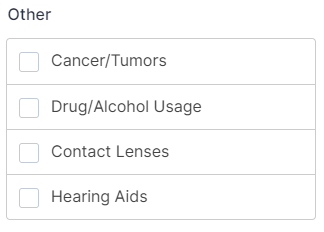 Other
Cancer/Tumors
Drug/Alcohol Usage
Contact Lenses
Hearing Aids